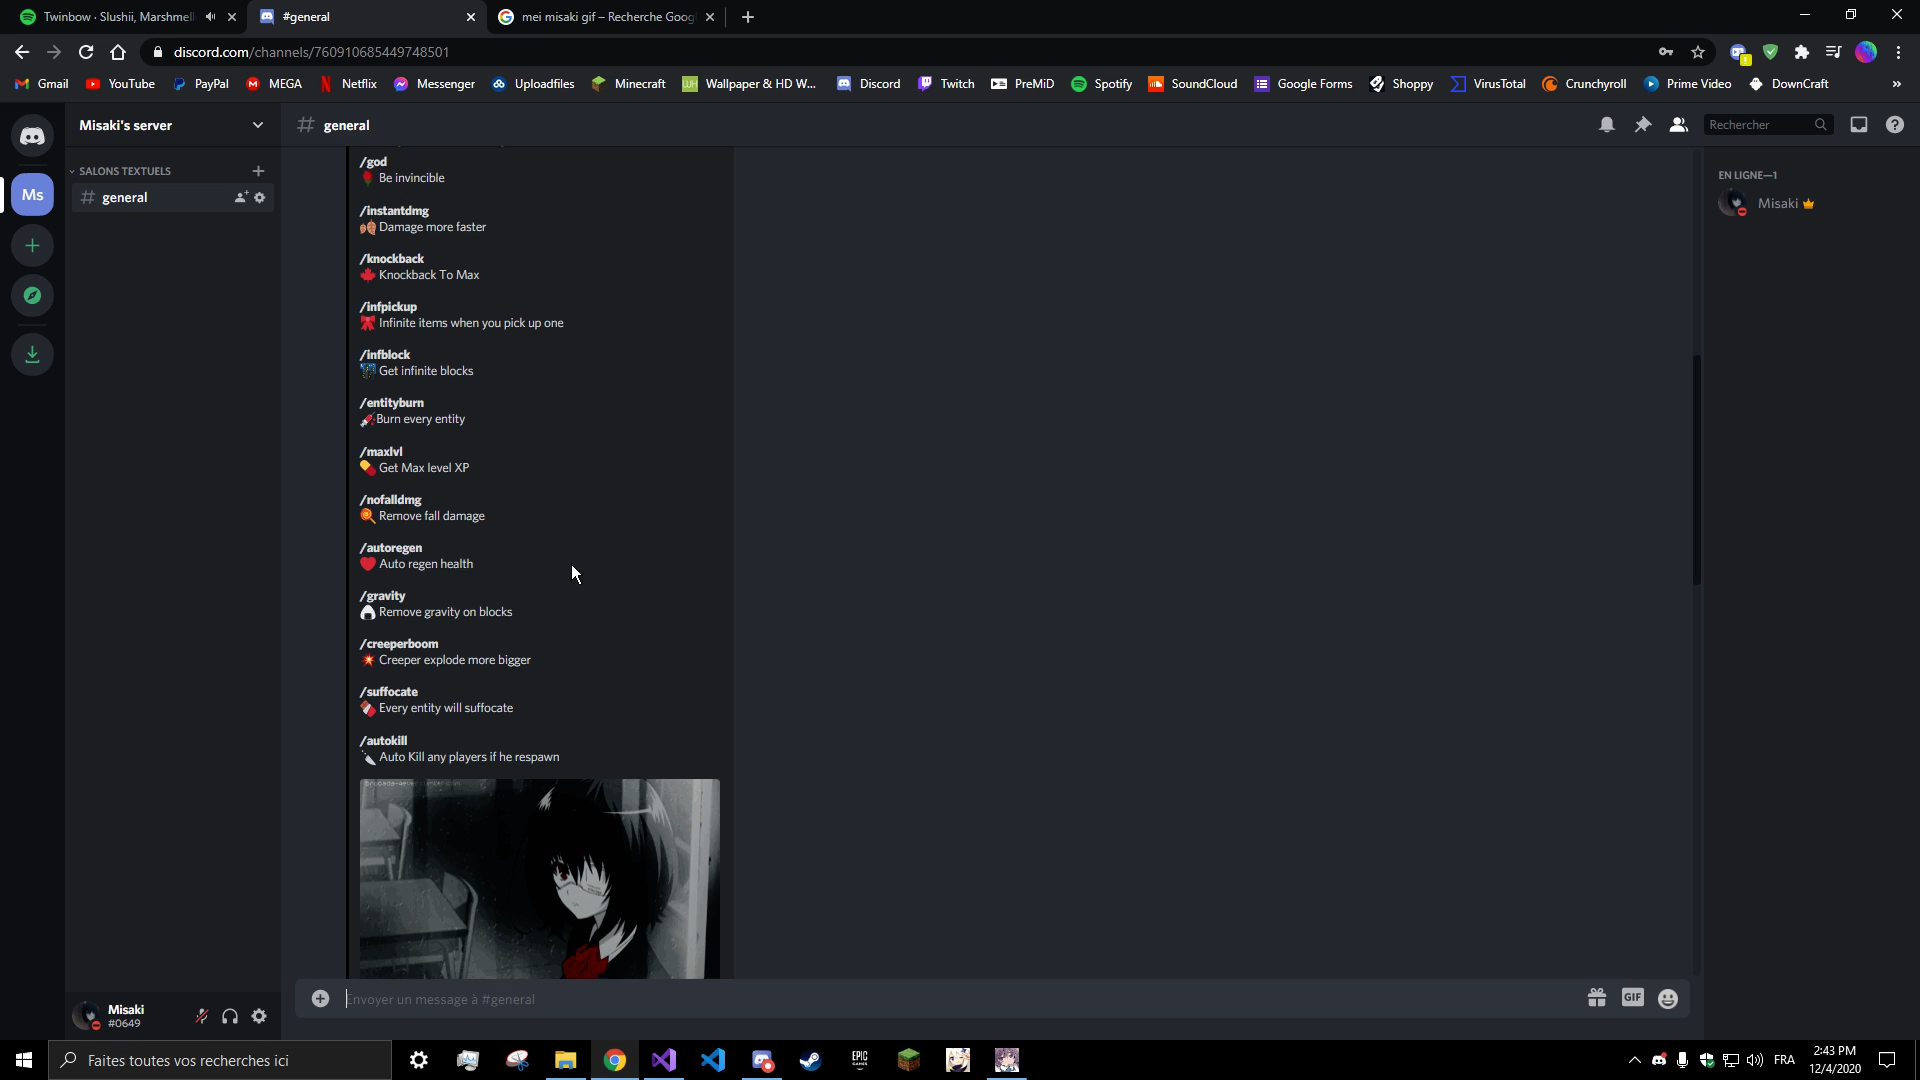 Twinbow · Slushii, Marshmell
#general
mei misaki gif – Recherche Goog
discord.com/channels/760910685449748501
Gmail
YouTube
PayPal
MEGA
Netflix
Messenger
Uploadfiles
Minecraft
Wallpaper & HD W...
Discord
Twitch
PreMiD
Spotify
SoundCloud
Google Forms
Shoppy
VirusTotal
Crunchyroll
Prime Video
DownCraft
»
Misaki's server
# general
Rechercher
SALONS TEXTUELS
# general
Ms
EN LIGNE—1
Misaki
/god
Be invincible
/instantdmg
Damage more faster
/knockback
Knockback To Max
/infpickup
Infinite items when you pick up one
/infblock
Get infinite blocks
/entityburn
Burn every entity
/maxlvl
Get Max level XP
/nofalldmg
Remove fall damage
/autoregen
Auto regen health
/gravity
Remove gravity on blocks
/creeperboom
Creeper explode more bigger
/suffocate
Every entity will suffocate
/autokill
Auto Kill any players if he respawn
Envoyer un message à #general
GIF
Misaki
#0649
Faites toutes vos recherches ici
EPIC
GAMES
FRA
2:43 PM
12/4/2020